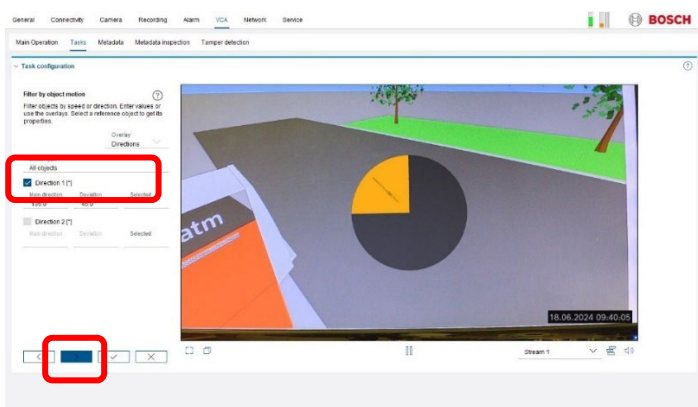 General Connectivity Camera Recording Alarm VCA Network Service
BOSCH
Main Operation Tasks Metadata Metadata inspection Tamper detection
Task configuration
Filter by object motion
Filter objects by speed or direction. Enter values or
use the overlays. Select a reference object to get its
properties.
Overlay
Directions
All objects
Direction 1 [°]
Main direction Deviation Selected
45.0
Direction 2 [°]
Main direction Deviation Selected
atm
18.06.2024 09:40:05
Stream 1